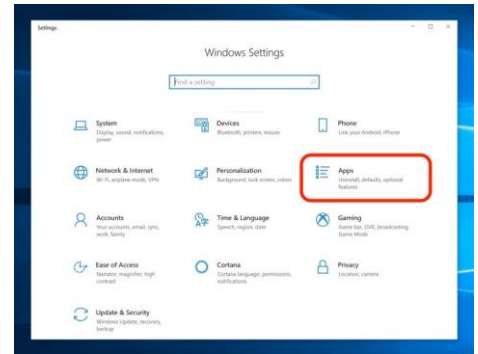 Settings
Windows Settings
Find a setting
System
Display, sound, notifications,
power
Devices
Bluetooth, printers, mouse
Phone
Link your Android, iPhone
Network & Internet
Wi-Fi, airplane mode, VPN
Personalization
Background, lock screen, colors
Apps
Uninstall, defaults, optional
features
Accounts
Your accounts, email, sync,
work, family
Time & Language
Speech, region, date
Gaming
Game bar, DVR, broadcasting,
Game Mode
Ease of Access
Narrator, magnifier, high
contrast
Cortana
Cortana language, permissions,
notifications
Privacy
Location, camera
Update & Security
Windows Update, recovery,
backup